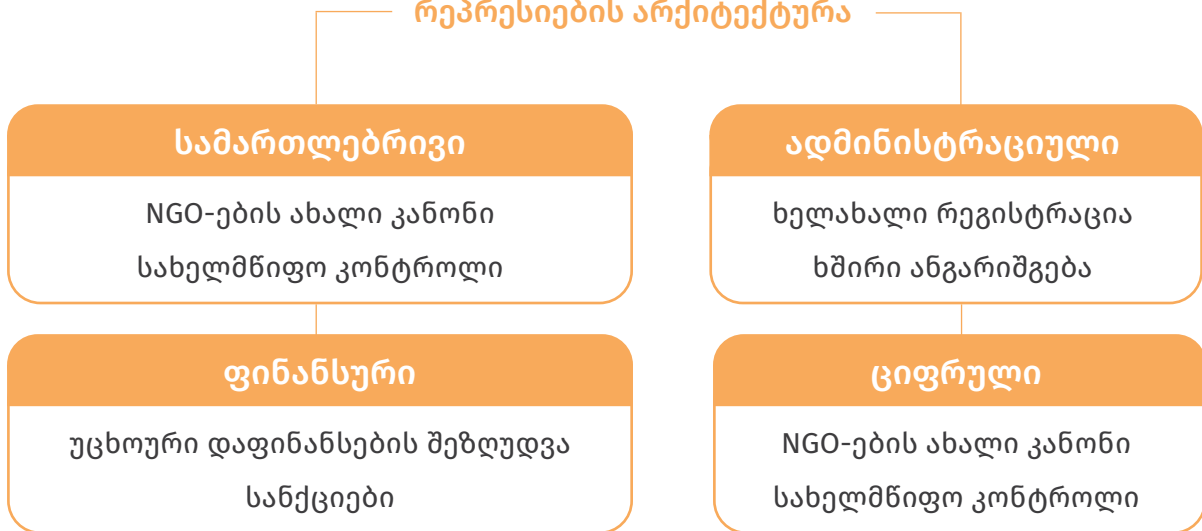 რეპრესიების არქიტექტურა
სამართლებრივი
NGO-ების ახალი კანონი
სახელმწიფო კონტროლი
ადმინისტრაციული
ხელახალი რეგისტრაცია
ხშირი ანგარიშგება
ფინანსური
უცხოური დაფინანსების შეზღუდვა
სანქციები
ციფრული
NGO-ების ახალი კანონი
სახელმწიფო კონტროლი